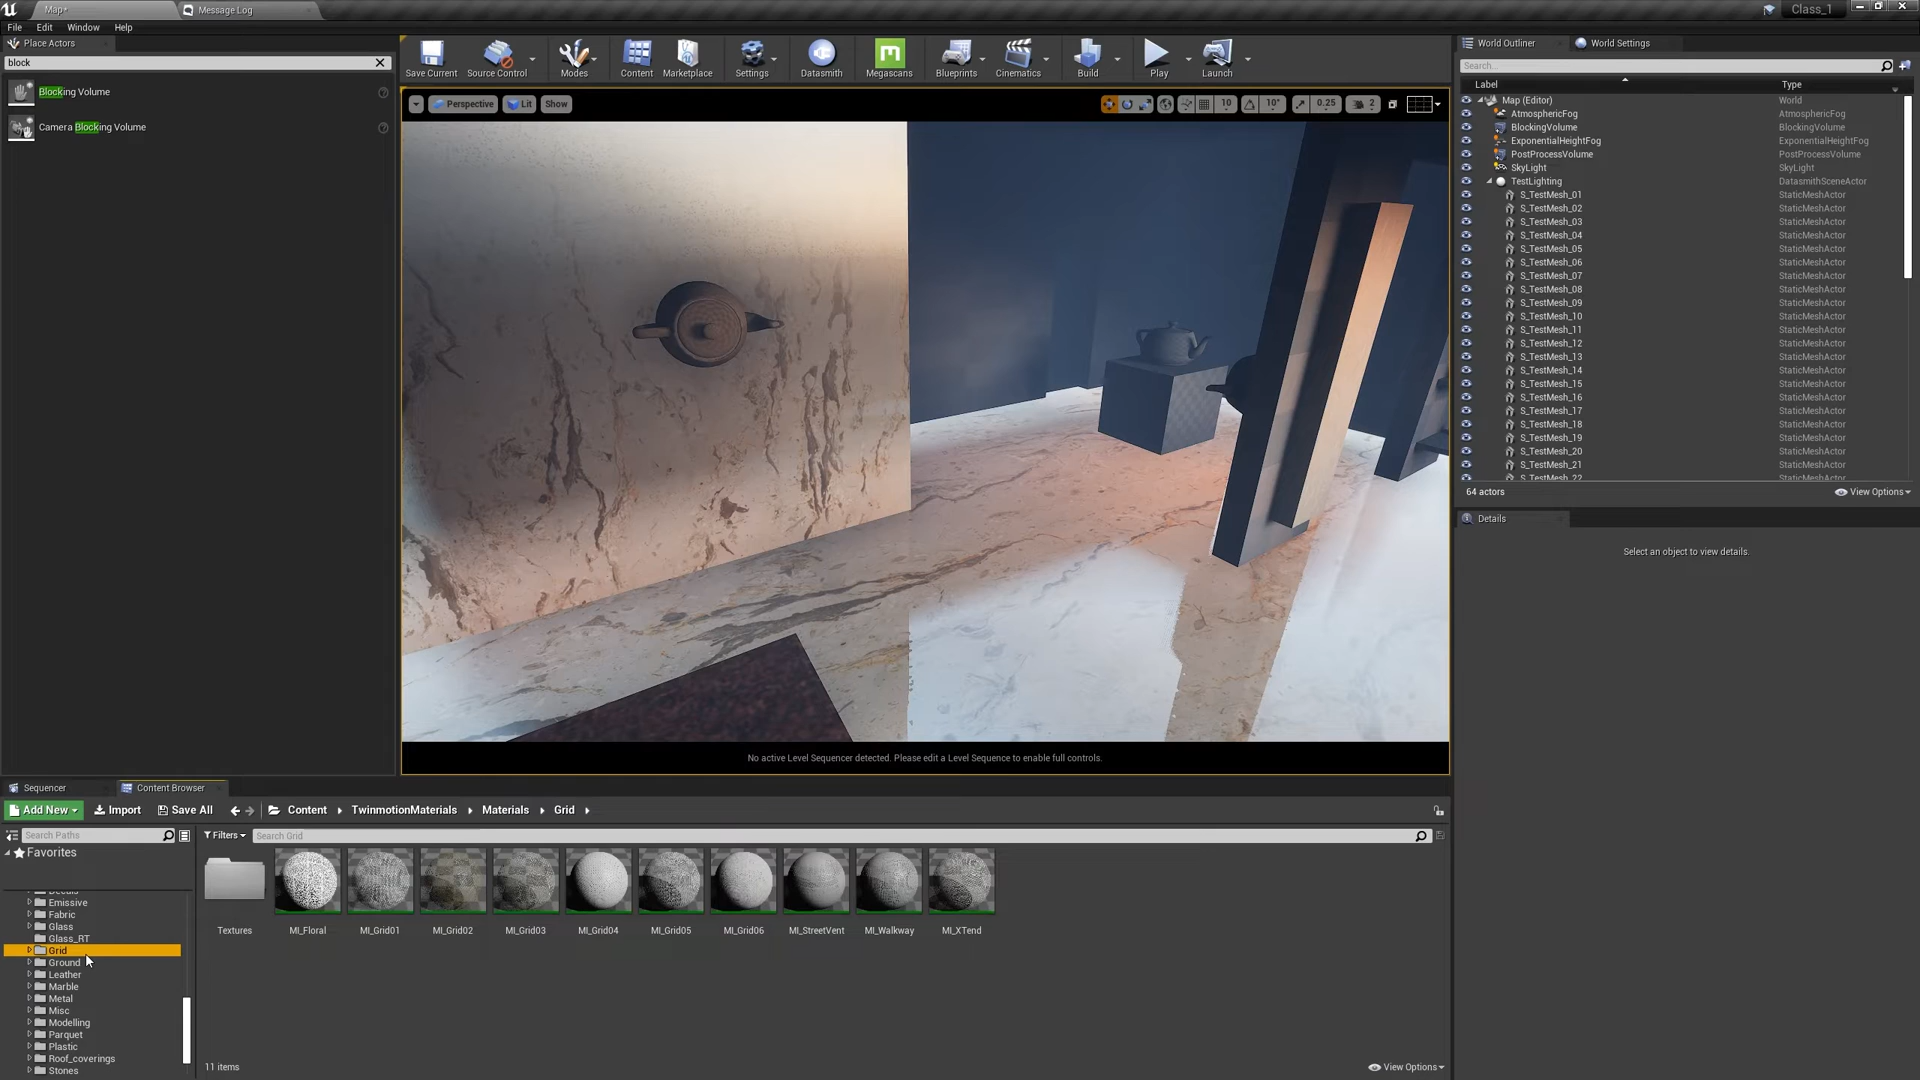 Map*
Message Log
Class_1
File
Edit
Window
Help
Place Actors
block
Blocking Volume
Camera Blocking Volume
Save Current
Source Control
Modes
Content
Marketplace
Settings
Datasmith
Megascans
Blueprints
Cinematics
Build
Play
Launch
Perspective
Lit
Show
10
10°
0.25
2
No active Level Sequencer detected. Please edit a Level Sequence to enable full controls.
World Outliner
World Settings
Search...
Label
Type
Map (Editor) World
AtmosphericFog AtmosphericFog
BlockingVolume BlockingVolume
ExponentialHeightFog ExponentialHeightFog
PostProcessVolume PostProcessVolume
SkyLight SkyLight
TestLighting DatasmithSceneActor
S_TestMesh_01 StaticMeshActor
S_TestMesh_02 StaticMeshActor
S_TestMesh_03 StaticMeshActor
S_TestMesh_04 StaticMeshActor
S_TestMesh_05 StaticMeshActor
S_TestMesh_06 StaticMeshActor
S_TestMesh_07 StaticMeshActor
S_TestMesh_08 StaticMeshActor
S_TestMesh_09 StaticMeshActor
S_TestMesh_10 StaticMeshActor
S_TestMesh_11 StaticMeshActor
S_TestMesh_12 StaticMeshActor
S_TestMesh_13 StaticMeshActor
S_TestMesh_14 StaticMeshActor
S_TestMesh_15 StaticMeshActor
S_TestMesh_16 StaticMeshActor
S_TestMesh_17 StaticMeshActor
S_TestMesh_18 StaticMeshActor
S_TestMesh_19 StaticMeshActor
S_TestMesh_20 StaticMeshActor
S_TestMesh_21 StaticMeshActor
S_TestMesh_22 StaticMeshActor
64 actors
View Options
Details
Select an object to view details.
Sequencer
Content Browser
Add New
Import
Save All
Content
TwinmotionMaterials
Materials
Grid
Search Paths
Filters
Search Grid
Favorites
Decals
Emissive
Fabric
Glass
Glass_RT
Grid
Ground
Leather
Marble
Metal
Misc
Modelling
Parquet
Plastic
Roof_coverings
Stones
Textures
MI_Floral
MI_Grid01
MI_Grid02
MI_Grid03
MI_Grid04
MI_Grid05
MI_Grid06
MI_StreetVent
MI_Walkway
MI_XTend
11 items
View Options